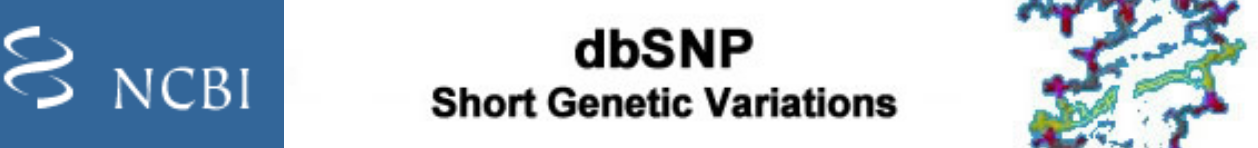 NCBI
dbSNP
Short Genetic Variations